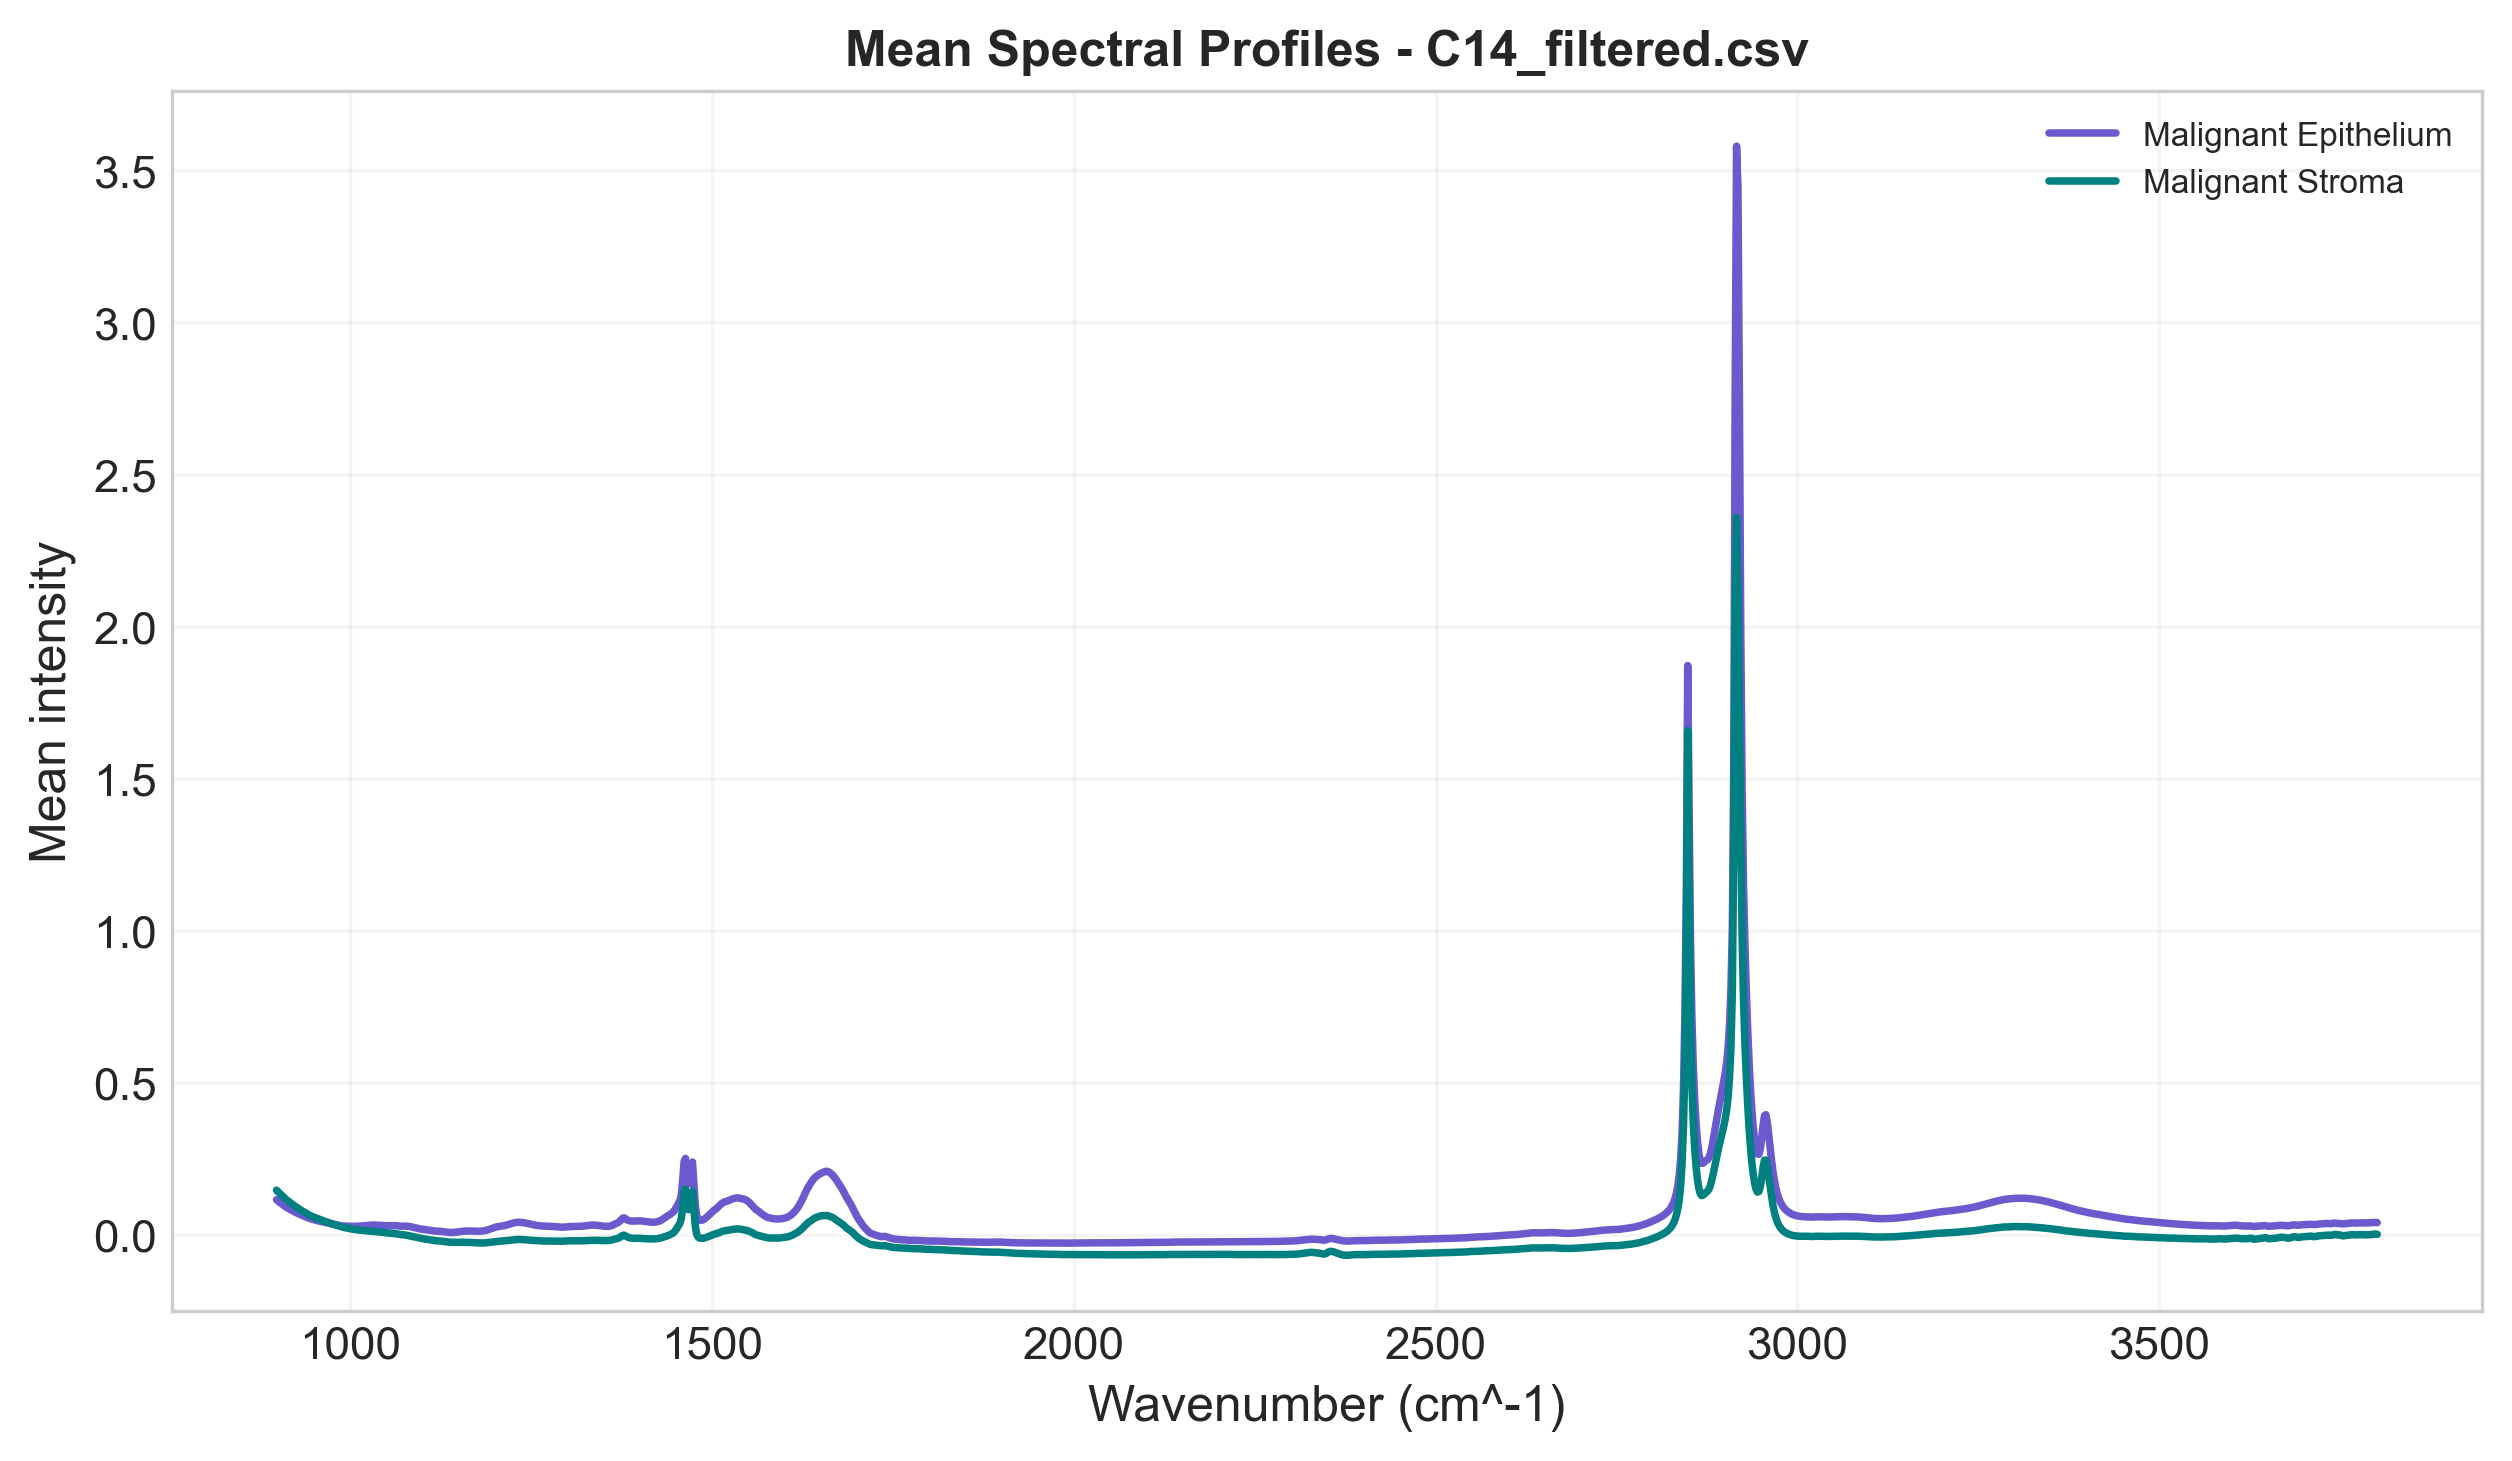 Mean Spectral Profiles - C14_filtered.csv
Malignant Epithelium
Malignant Stroma
3.5
3.0
2.5
2.0
1.5
1.0
0.5
0.0
Mean intensity
1000 1500 2000 2500 3000 3500
Wavenumber (cm^-1)